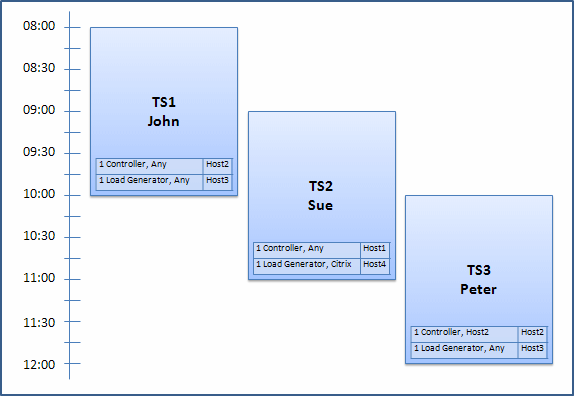 08:00
08:30
09:00
09:30
10:00
10:30
11:00
11:30
12:00
TS1
John
1 Controller, Any Host2
1 Load Generator, Any Host3
TS2
Sue
1 Controller, Any Host1
1 Load Generator, Citrix Host4
TS3
Peter
1 Controller, Host2 Host2
1 Load Generator, Any Host3